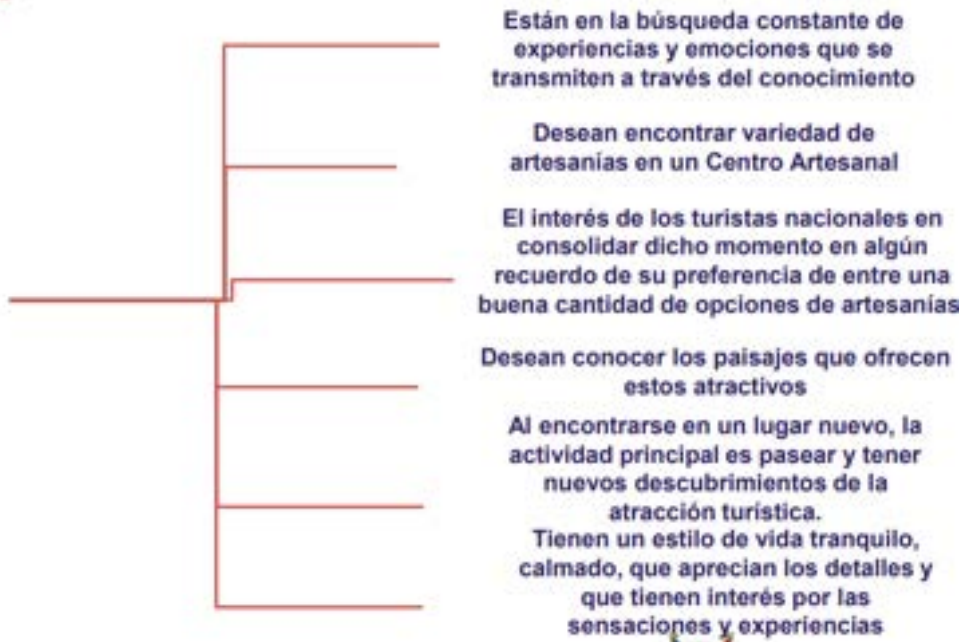 Están en la búsqueda constante de
experiencias y emociones que se
transmiten a través del conocimiento
Desean encontrar variedad de
artesanías en un Centro Artesanal
El interés de los turistas nacionales en
consolidar dicho momento en algún
recuerdo de su preferencia de entre una
buena cantidad de opciones de artesanías
Desean conocer los paisajes que ofrecen
estos atractivos
Al encontrarse en un lugar nuevo, la
actividad principal es pasear y tener
nuevos descubrimientos de la
atracción turística.
Tienen un estilo de vida tranquilo,
calmado, que aprecian los detalles y
que tienen interés por las
sensaciones y experiencias